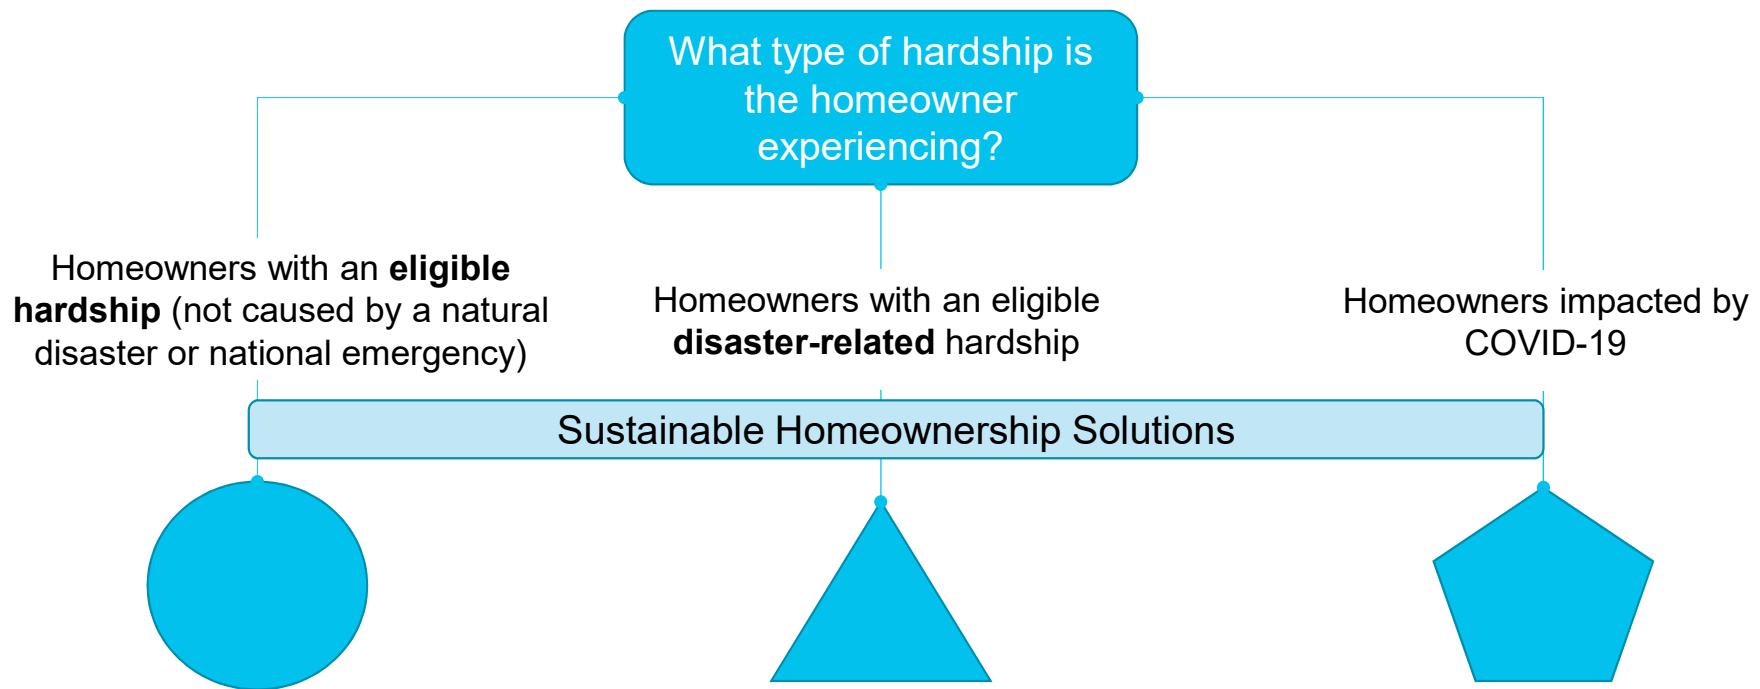 What type of hardship is
the homeowner
experiencing?
Homeowners with an eligible
hardship (not caused by a natural
disaster or national emergency)
Homeowners with an eligible
disaster-related hardship
Homeowners impacted by
COVID-19
Sustainable Homeownership Solutions